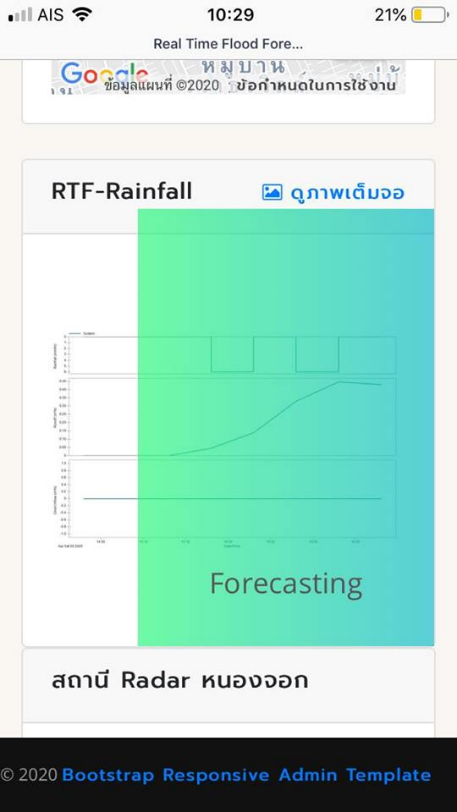 AIS 10:29 21%
Real Time Flood Fore...
หมู่บ้าน
Google ข้อมูลแผนที่ ©2020 ข้อกำหนดในการใช้งาน
RTF-Rainfall ดูภาพเต็มจอ
Forecasting
สถานี Radar หนองจอก
© 2020 Bootstrap Responsive Admin Template